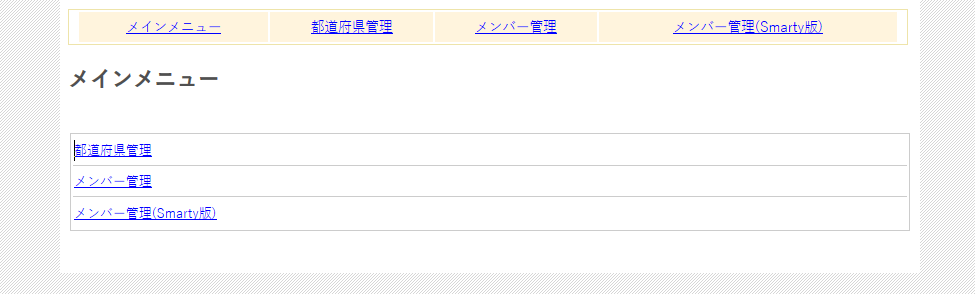 メインメニュー 都道府県管理 メンバー管理 メンバー管理(Smarty版)
メインメニュー
都道府県管理
メンバー管理
メンバー管理(Smarty版)